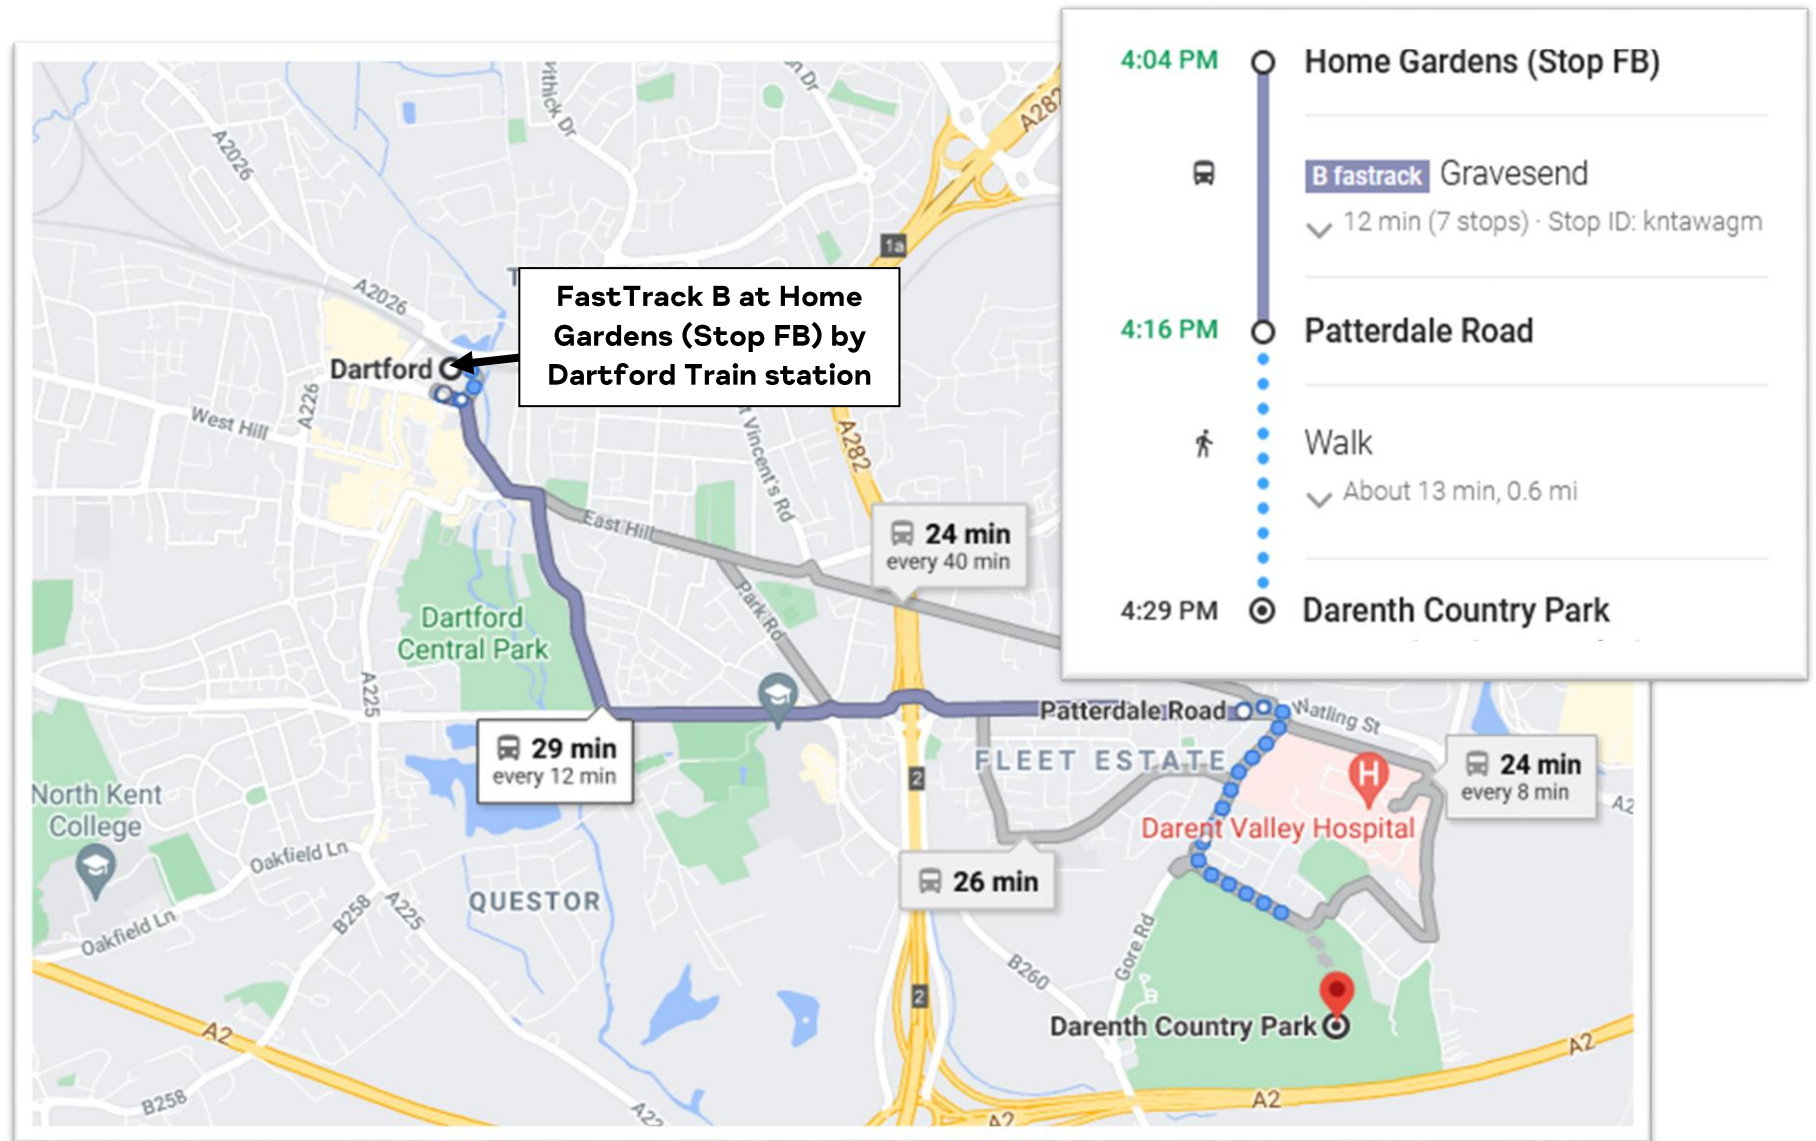 4:04 PM Home Gardens (Stop FB)
B fastrack Gravesend
12 min (7 stops) · Stop ID: kntawagm
4:16 PM Patterdale Road
Walk
About 13 min, 0.6 mi
4:29 PM Darenth Country Park
FastTrack B at Home
Gardens (Stop FB) by
Dartford Train station
A2026
A282
1a
A2026
Dartford
A226
West Hill
A282
t Vincent's Rd
East Hill
24 min
every 40 min
Park Rd
Dartford
Central Park
A225
Patterdale Road
Watling St
29 min
every 12 min
FLEET ESTATE
2
H
24 min
every 8 min
A2
North Kent
College
Darent Valley Hospital
Oakfield Ln
26 min
QUESTOR
B258
A225
Oakfield Ln
Gore Rd
B260
2
Darenth Country Park
A2
A2
B258
A2
A2